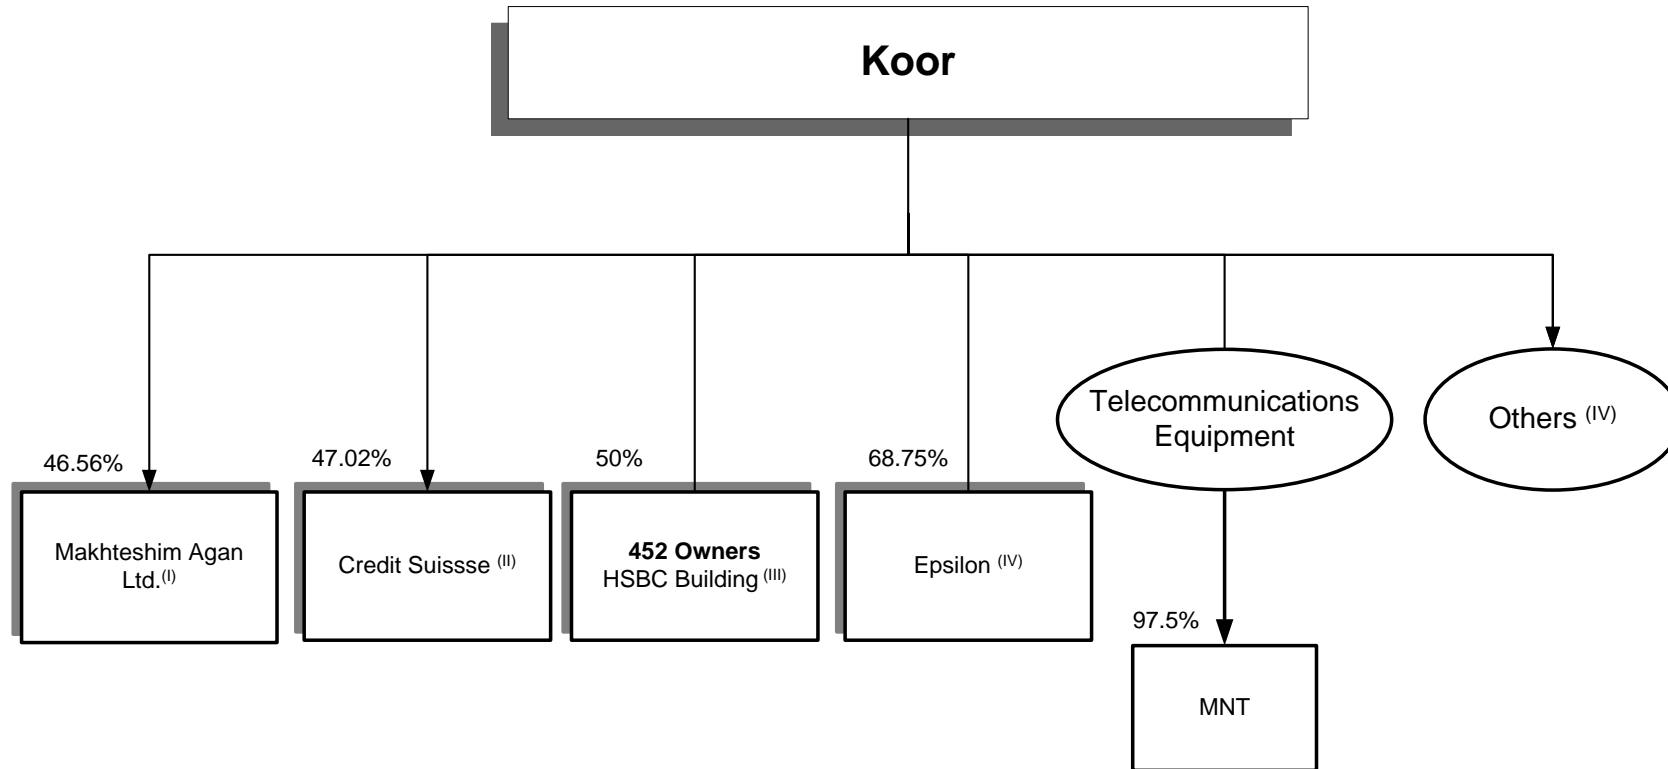 Koor
Telecommunications
Equipment
Others (IV)
46.56%
47.02%
50%
68.75%
Makhteshim Agan
Ltd.(I)
Credit Suissse (II)
452 Owners
HSBC Building (III)
Epsilon (IV)
97.5%
MNT